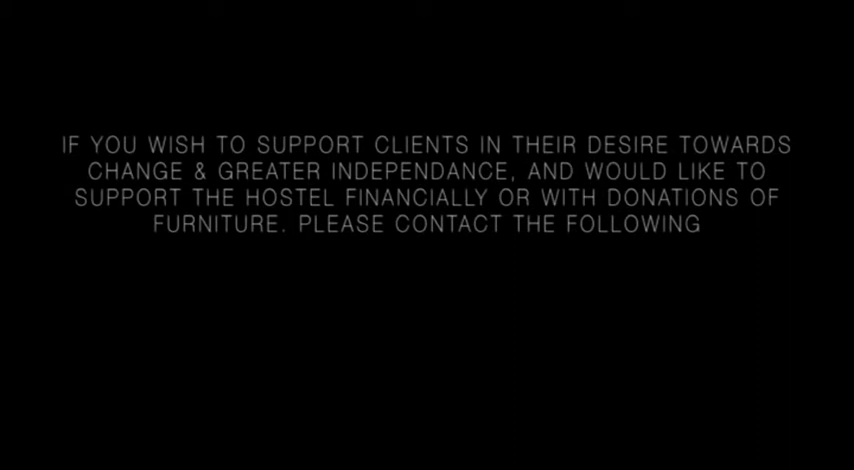 IF YOU WISH TO SUPPORT CLIENTS IN THEIR DESIRE TOWARDS
CHANGE & GREATER INDEPENDANCE, AND WOULD LIKE TO
SUPPORT THE HOSTEL FINANCIALLY OR WITH DONATIONS OF
FURNITURE. PLEASE CONTACT THE FOLLOWING